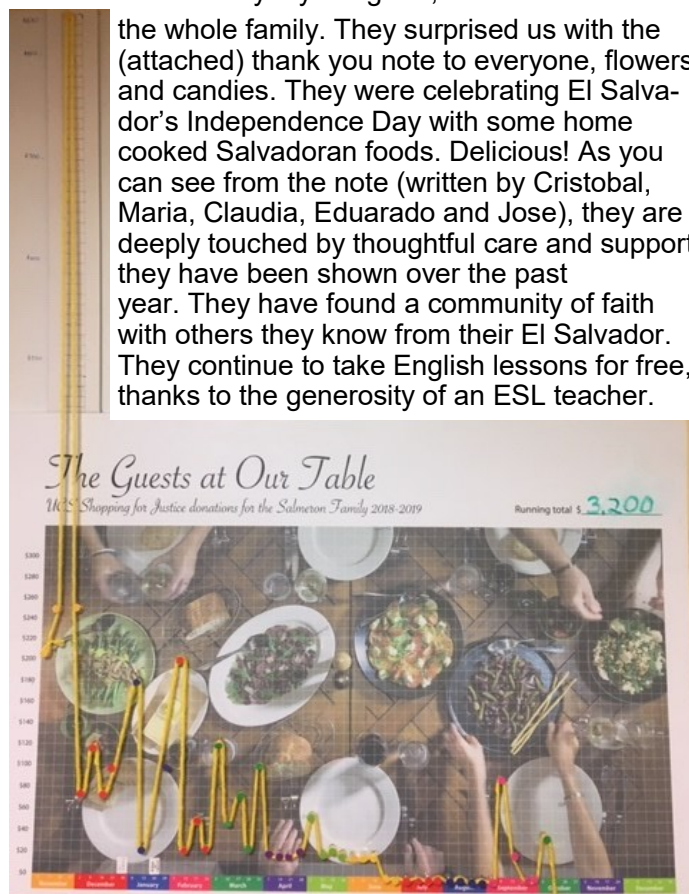 the whole family. They surprised us with the
(attached) thank you note to everyone, flowers
and candies. They were celebrating El Salva-
dor's Independence Day with some home
cooked Salvadoran foods. Delicious! As you
can see from the note (written by Cristobal,
Maria, Claudia, Eduarado and Jose), they are
deeply touched by thoughtful care and support
they have been shown over the past
year. They have found a community of faith
with others they know from their El Salvador.
They continue to take English lessons for free,
thanks to the generosity of an ESL teacher.
The Guests at Our Table
UCS Shopping for Justice donations for the Salmeron Family 2018-2019
Running total $ 3,200
$300
$280
$260
$240
$220
$200
$180
$160
$140
$120
$100
$80
$60
$40
$20
$0
November December January February March April May June July August September October November December